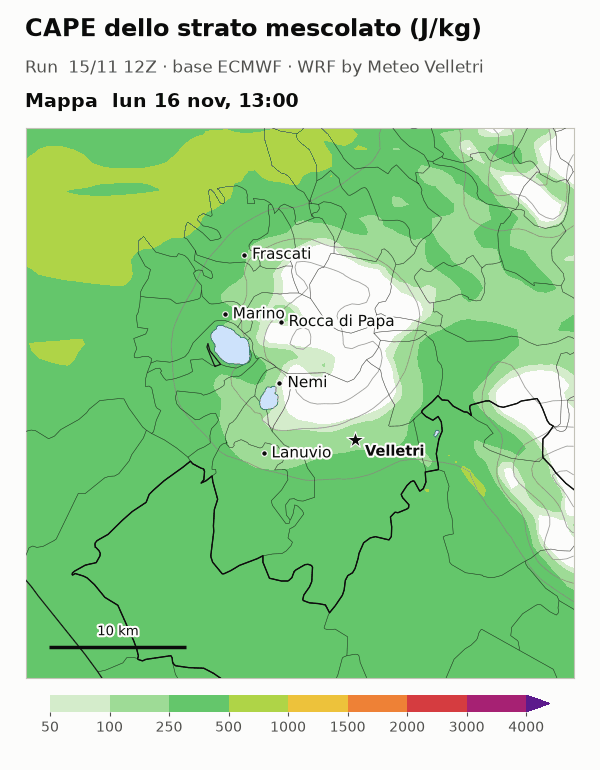 CAPE dello strato mescolato (J/kg)
Run 15/11 12Z · base ECMWF · WRF by Meteo Velletri
Mappa lun 16 nov, 13:00
Frascati
Marino
Rocca di Papa
Nemi
Velletri
Lanuvio
10 km
50 100 250 500 1000 1500 2000 3000 4000